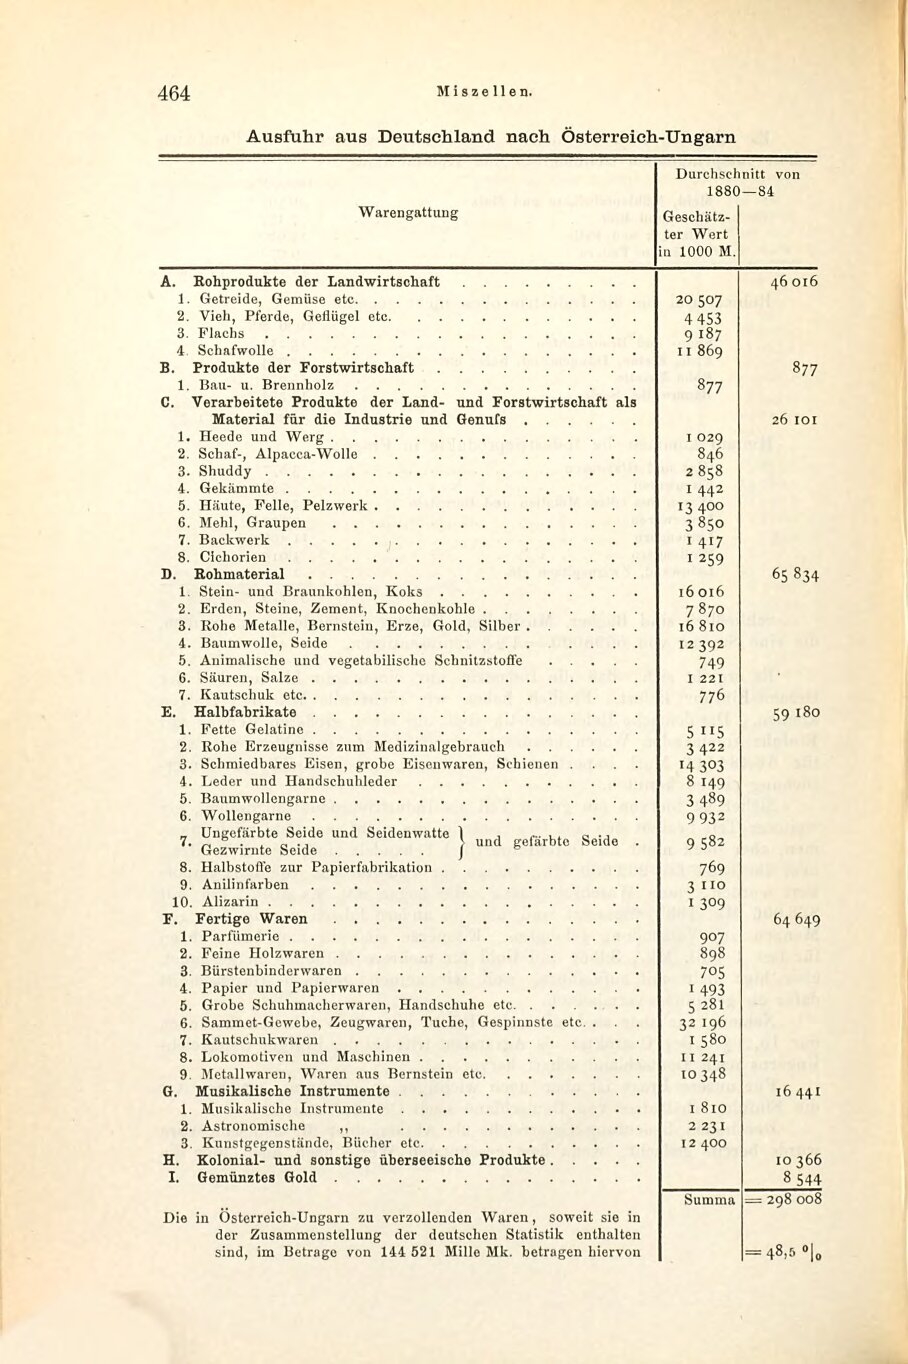 464 Miszellen.
Ausfuhr aus Deutschland nach Österreich-Ungarn
Warengattung
Durchschnitt von
1880—84
Geschätz-
ter Wert
in 1000 M.
A. Rohprodukte der Landwirtschaft . . . . . . . . . 46 016
1. Getreide, Gemüse etc. . . . . . . . . . . . . . 20 507
2. Vieh, Pferde, Geflügel etc. . . . . . . . . . . . 4 453
3. Flachs . . . . . . . . . . . . . . . . . . 9 187
4. Schafwolle . . . . . . . . . . . . . . . . . 11 869
B. Produkte der Forstwirtschaft . . . . . . . . . . 877
1. Bau- u. Brennholz . . . . . . . . . . . . . . 877
C. Verarbeitete Produkte der Land- und Forstwirtschaft als
Material für die Industrie und Genufs . . . . . . 26 101
1. Heede und Werg . . . . . . . . . . . . . . . 1 029
2. Schaf-, Alpacca-Wolle . . . . . . . . . . . . . 846
3. Shuddy . . . . . . . . . . . . . . . . . . 2 858
4. Gekämmte . . . . . . . . . . . . . . . . . 1 442
5. Häute, Felle, Pelzwerk . . . . . . . . . . . . . 13 400
6. Mehl, Graupen . . . . . . . . . . . . . . . 3 850
7. Backwerk . . . . . . . . . . . . . . . . . 1 417
8. Cichorien . . . . . . . . . . . . . . . . . 1 259
D. Rohmaterial . . . . . . . . . . . . . . . . 65 834
1. Stein- und Braunkohlen, Koks . . . . . . . . . . 16 016
2. Erden, Steine, Zement, Knochenkohle . . . . . . . . 7 870
3. Rohe Metalle, Bernstein, Erze, Gold, Silber . . . . . . 16 810
4. Baumwolle, Seide . . . . . . . . . . . . . . 12 392
5. Animalische und vegetabilische Schnitzstoffe . . . . . 749
6. Säuren, Salze . . . . . . . . . . . . . . . . 1 221
7. Kautschuk etc. . . . . . . . . . . . . . . . . 776
E. Halbfabrikate . . . . . . . . . . . . . . . . 59 180
1. Fette Gelatine . . . . . . . . . . . . . . . . 5 115
2. Rohe Erzeugnisse zum Medizinalgebrauch . . . . . . 3 422
3. Schmiedbares Eisen, grobe Eisenwaren, Schienen . . . . 14 303
4. Leder und Handschuhleder . . . . . . . . . . . 8 149
5. Baumwollengarne . . . . . . . . . . . . . . . 3 489
6. Wollengarne . . . . . . . . . . . . . . . . 9 932
7. Ungefärbte Seide und Seidenwatte }
Gezwirnte Seide . . . . . } und gefärbte Seide . 9 582
8. Halbstoffe zur Papierfabrikation . . . . . . . . . . 769
9. Anilinfarben . . . . . . . . . . . . . . . . 3 110
10. Alizarin . . . . . . . . . . . . . . . . . . 1 309
F. Fertige Waren . . . . . . . . . . . . . . . 64 649
1. Parfümerie . . . . . . . . . . . . . . . . . 907
2. Feine Holzwaren . . . . . . . . . . . . . . . 898
3. Bürstenbinderwaren . . . . . . . . . . . . . . 705
4. Papier und Papierwaren . . . . . . . . . . . . 1 493
5. Grobe Schuhmacherwaren, Handschuhe etc. . . . . . . 5 281
6. Sammet-Gewebe, Zeugwaren, Tuche, Gespinnste etc. . . . 32 196
7. Kautschukwaren . . . . . . . . . . . . . . . 1 580
8. Lokomotiven und Maschinen . . . . . . . . . . . 11 241
9. Metallwaren, Waren aus Bernstein etc. . . . . . . . 10 348
G. Musikalische Instrumente . . . . . . . . . . . . 16 441
1. Musikalische Instrumente . . . . . . . . . . . . 1 810
2. Astronomische ,, . . . . . . . . . . . . 2 231
3. Kunstgegenstände, Bücher etc. . . . . . . . . . . 12 400
H. Kolonial- und sonstige überseeische Produkte . . . . . 10 366
I. Gemünztes Gold . . . . . . . . . . . . . . . 8 544
Summa = 298 008
Die in Österreich-Ungarn zu verzollenden Waren, soweit sie in
der Zusammenstellung der deutschen Statistik enthalten
sind, im Betrage von 144 521 Mille Mk. betragen hiervon = 48,5 %